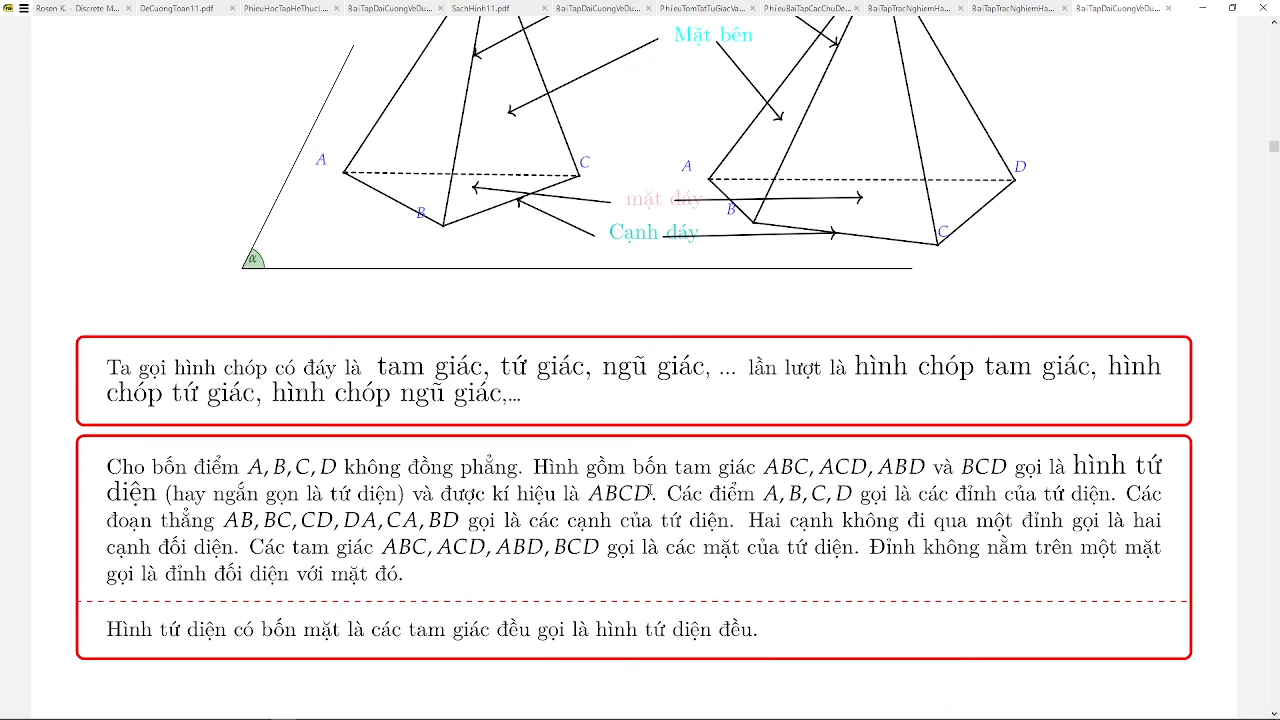 Rosen K. - Discrete M... DeCuongToan11.pdf PhieuHocTapHeThucL... BaiTapDaiCuongVeDu... SachHinh11.pdf BaiTapDaiCuongVeDu... PhieuTomTatTuGiacVa... PhieuBaiTapCacChuDe... BaiTapTracNghiemHa... BaiTapTracNghiemHa... BaiTapDaiCuongVeDu...
Mặt bên
A C A D
mặt đáy
B B
Cạnh đáy C
α
Ta gọi hình chóp có đáy là tam giác, tứ giác, ngũ giác, ... lần lượt là hình chóp tam giác, hình
chóp tứ giác, hình chóp ngũ giác,...
Cho bốn điểm A, B, C, D không đồng phẳng. Hình gồm bốn tam giác ABC, ACD, ABD và BCD gọi là hình tứ
diện (hay ngắn gọn là tứ diện) và được kí hiệu là ABCD. Các điểm A, B, C, D gọi là các đỉnh của tứ diện. Các
đoạn thẳng AB, BC, CD, DA, CA, BD gọi là các cạnh của tứ diện. Hai cạnh không đi qua một đỉnh gọi là hai
cạnh đối diện. Các tam giác ABC, ACD, ABD, BCD gọi là các mặt của tứ diện. Đỉnh không nằm trên một mặt
gọi là đỉnh đối diện với mặt đó.
Hình tứ diện có bốn mặt là các tam giác đều gọi là hình tứ diện đều.